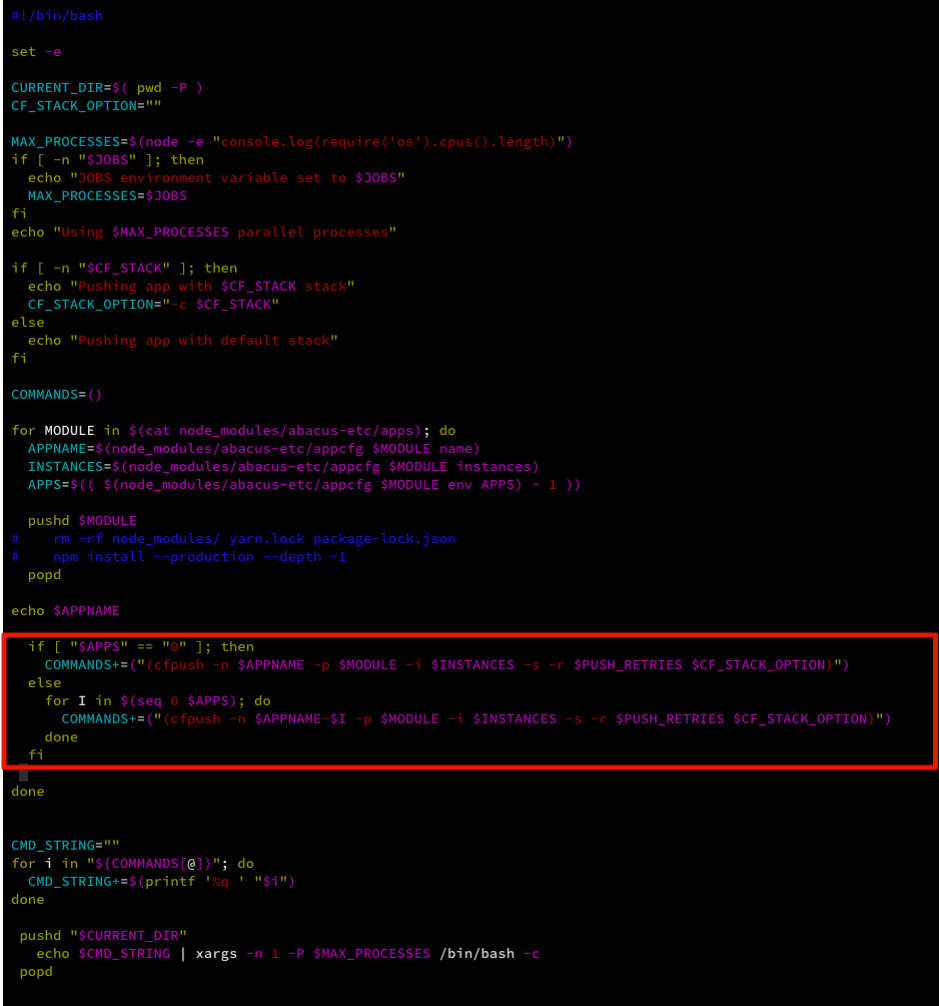 #!/bin/bash

set -e

CURRENT_DIR=$( pwd -P )
CF_STACK_OPTION=""

MAX_PROCESSES=$(node -e "console.log(require('os').cpus().length)")
if [ -n "$JOBS" ]; then
  echo "JOBS environment variable set to $JOBS"
  MAX_PROCESSES=$JOBS
fi
echo "Using $MAX_PROCESSES parallel processes"

if [ -n "$CF_STACK" ]; then
  echo "Pushing app with $CF_STACK stack"
  CF_STACK_OPTION="-c $CF_STACK"
else
  echo "Pushing app with default stack"
fi

COMMANDS=()

for MODULE in $(cat node_modules/abacus-etc/apps); do
  APPNAME=$(node_modules/abacus-etc/appcfg $MODULE name)
  INSTANCES=$(node_modules/abacus-etc/appcfg $MODULE instances)
  APPS=$(( $(node_modules/abacus-etc/appcfg $MODULE env APPS) - 1 ))

  pushd $MODULE
#    rm -rf node_modules/ yarn.lock package-lock.json
#    npm install --production --depth -1
  popd

echo $APPNAME

  if [ "$APPS" == "0" ]; then
    COMMANDS+=("(cfpush -n $APPNAME -p $MODULE -i $INSTANCES -s -r $PUSH_RETRIES $CF_STACK_OPTION)")
  else
    for I in $(seq 0 $APPS); do
      COMMANDS+=("(cfpush -n $APPNAME-$I -p $MODULE -i $INSTANCES -s -r $PUSH_RETRIES $CF_STACK_OPTION)")
    done
  fi

done

CMD_STRING=""
for i in "${COMMANDS[@]}"; do
  CMD_STRING+=$(printf '%q ' "$i")
done

 pushd "$CURRENT_DIR"
   echo $CMD_STRING | xargs -n 1 -P $MAX_PROCESSES /bin/bash -c
 popd